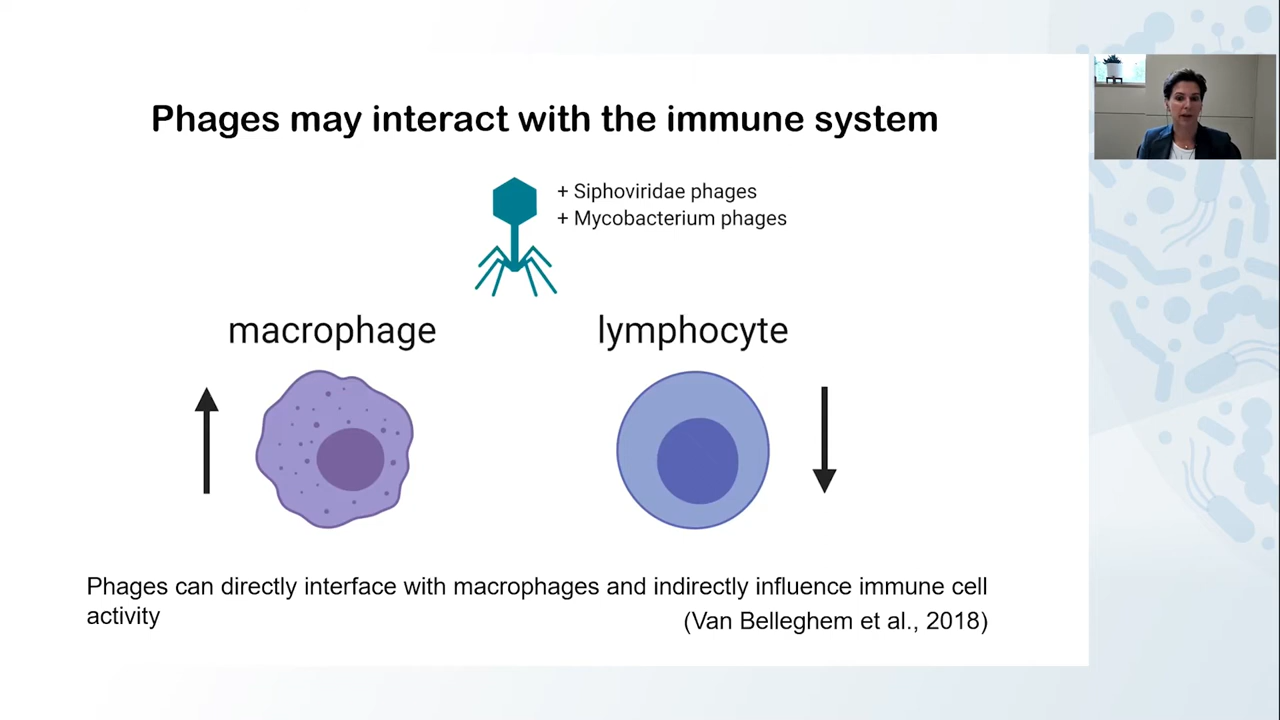 Phages may interact with the immune system
+ Siphoviridae phages
+ Mycobacterium phages
macrophage
lymphocyte
Phages can directly interface with macrophages and indirectly influence immune cell
activity
(Van Belleghem et al., 2018)